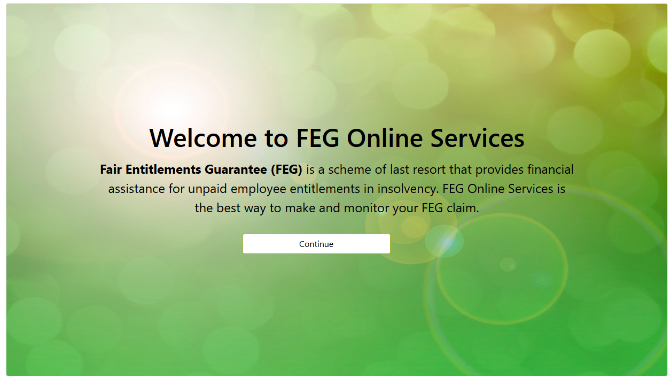 Welcome to FEG Online Services
Fair Entitlements Guarantee (FEG) is a scheme of last resort that provides financial
assistance for unpaid employee entitlements in insolvency. FEG Online Services is
the best way to make and monitor your FEG claim.
Continue